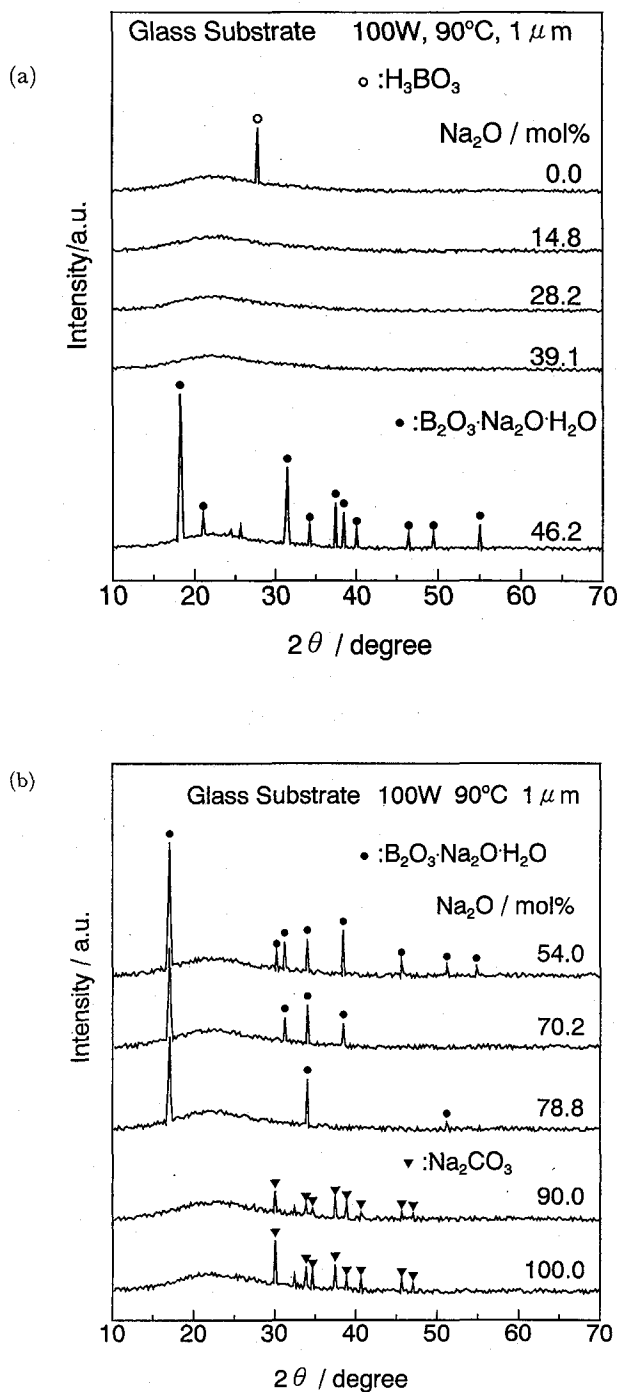 (a)
Glass Substrate 100W, 90°C, 1 μm
○ :H₃BO₃
Na₂O / mol%
0.0
14.8
28.2
39.1
● :B₂O₃·Na₂O·H₂O
46.2
Intensity/a.u.
10 20 30 40 50 60 70
2θ / degree
(b)
Glass Substrate 100W 90°C 1 μm
● :B₂O₃·Na₂O·H₂O
Na₂O / mol%
54.0
70.2
78.8
▼ :Na₂CO₃
90.0
100.0
Intensity / a.u.
10 20 30 40 50 60 70
2θ / degree